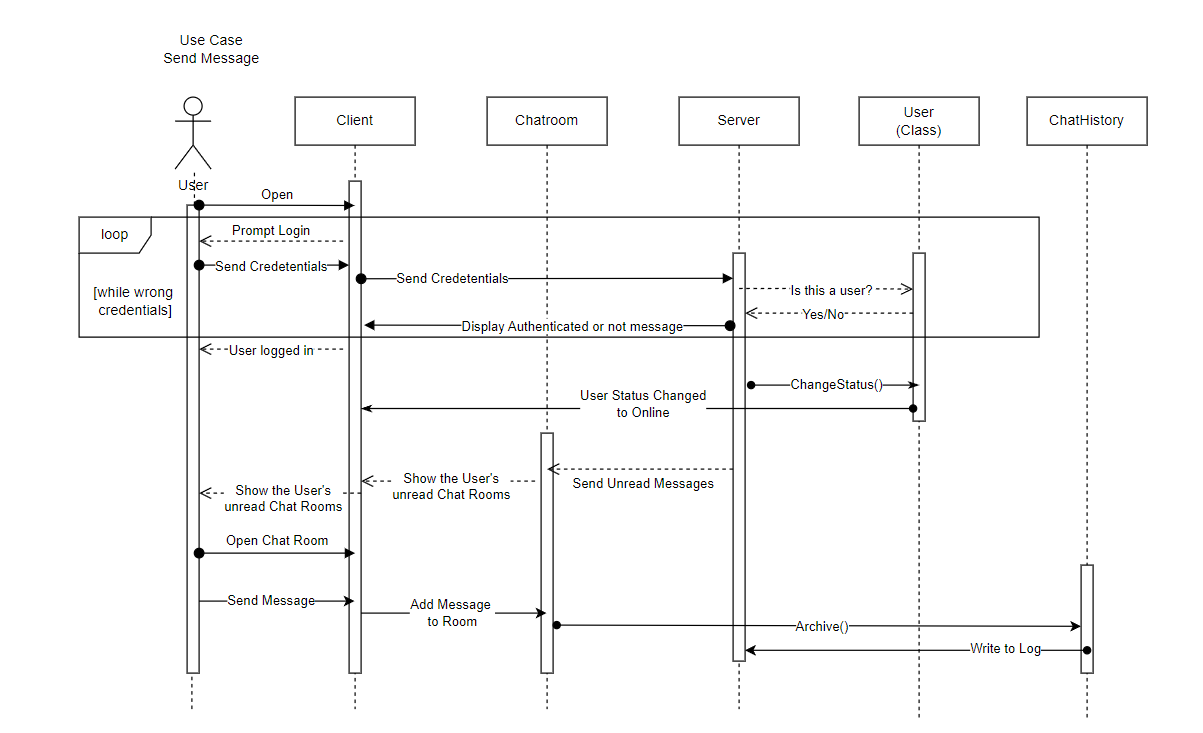 Use Case
Send Message
Client
Chatroom
Server
User
(Class)
ChatHistory
User
Open
loop
Prompt Login
Send Credetentials
Send Credetentials
[while wrong
credentials]
Is this a user?
Yes/No
Display Authenticated or not message
User logged in
ChangeStatus()
User Status Changed
to Online
Send Unread Messages
Show the User's
unread Chat Rooms
Show the User's
unread Chat Rooms
Open Chat Room
Send Message
Add Message
to Room
Archive()
Write to Log